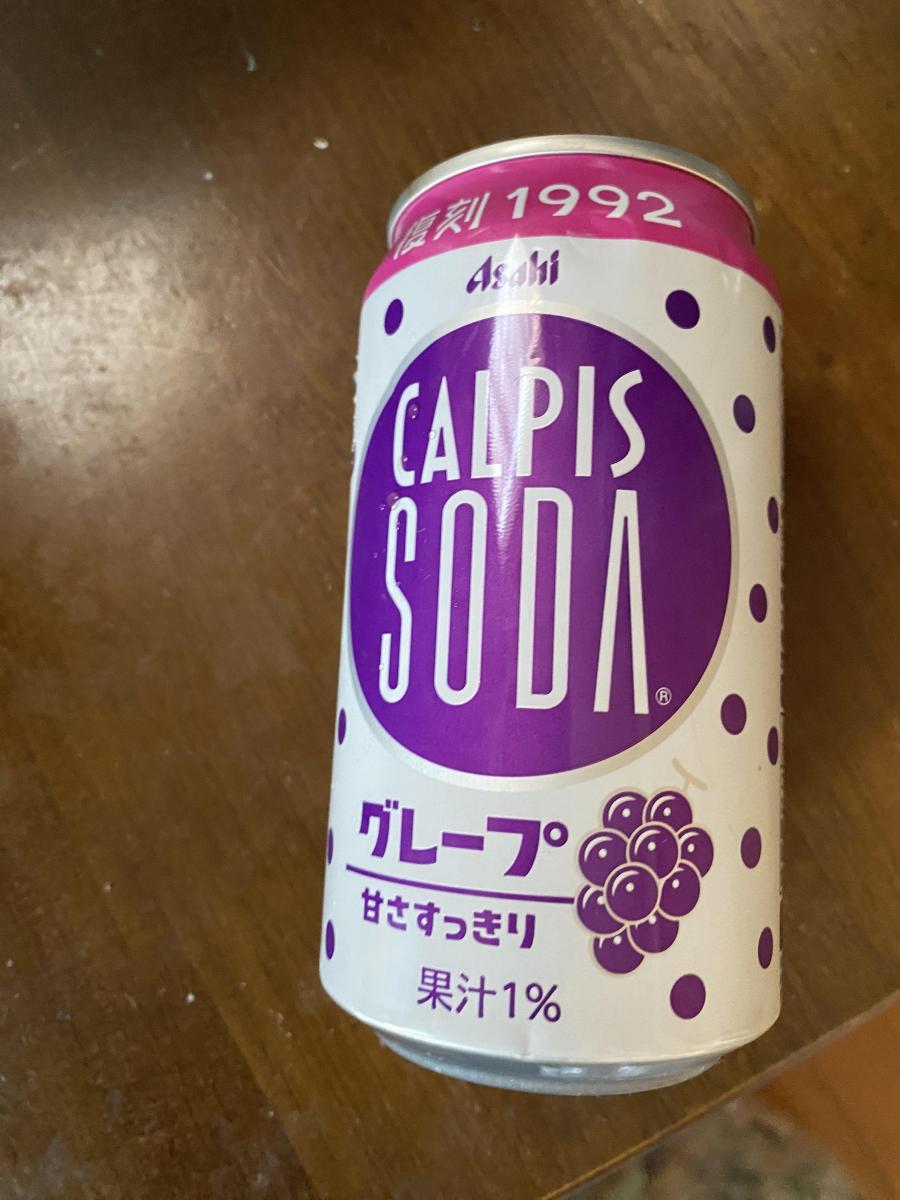 復刻 1992
Asahi
CALPIS
SODA®
グレープ
甘さすっきり
果汁1%